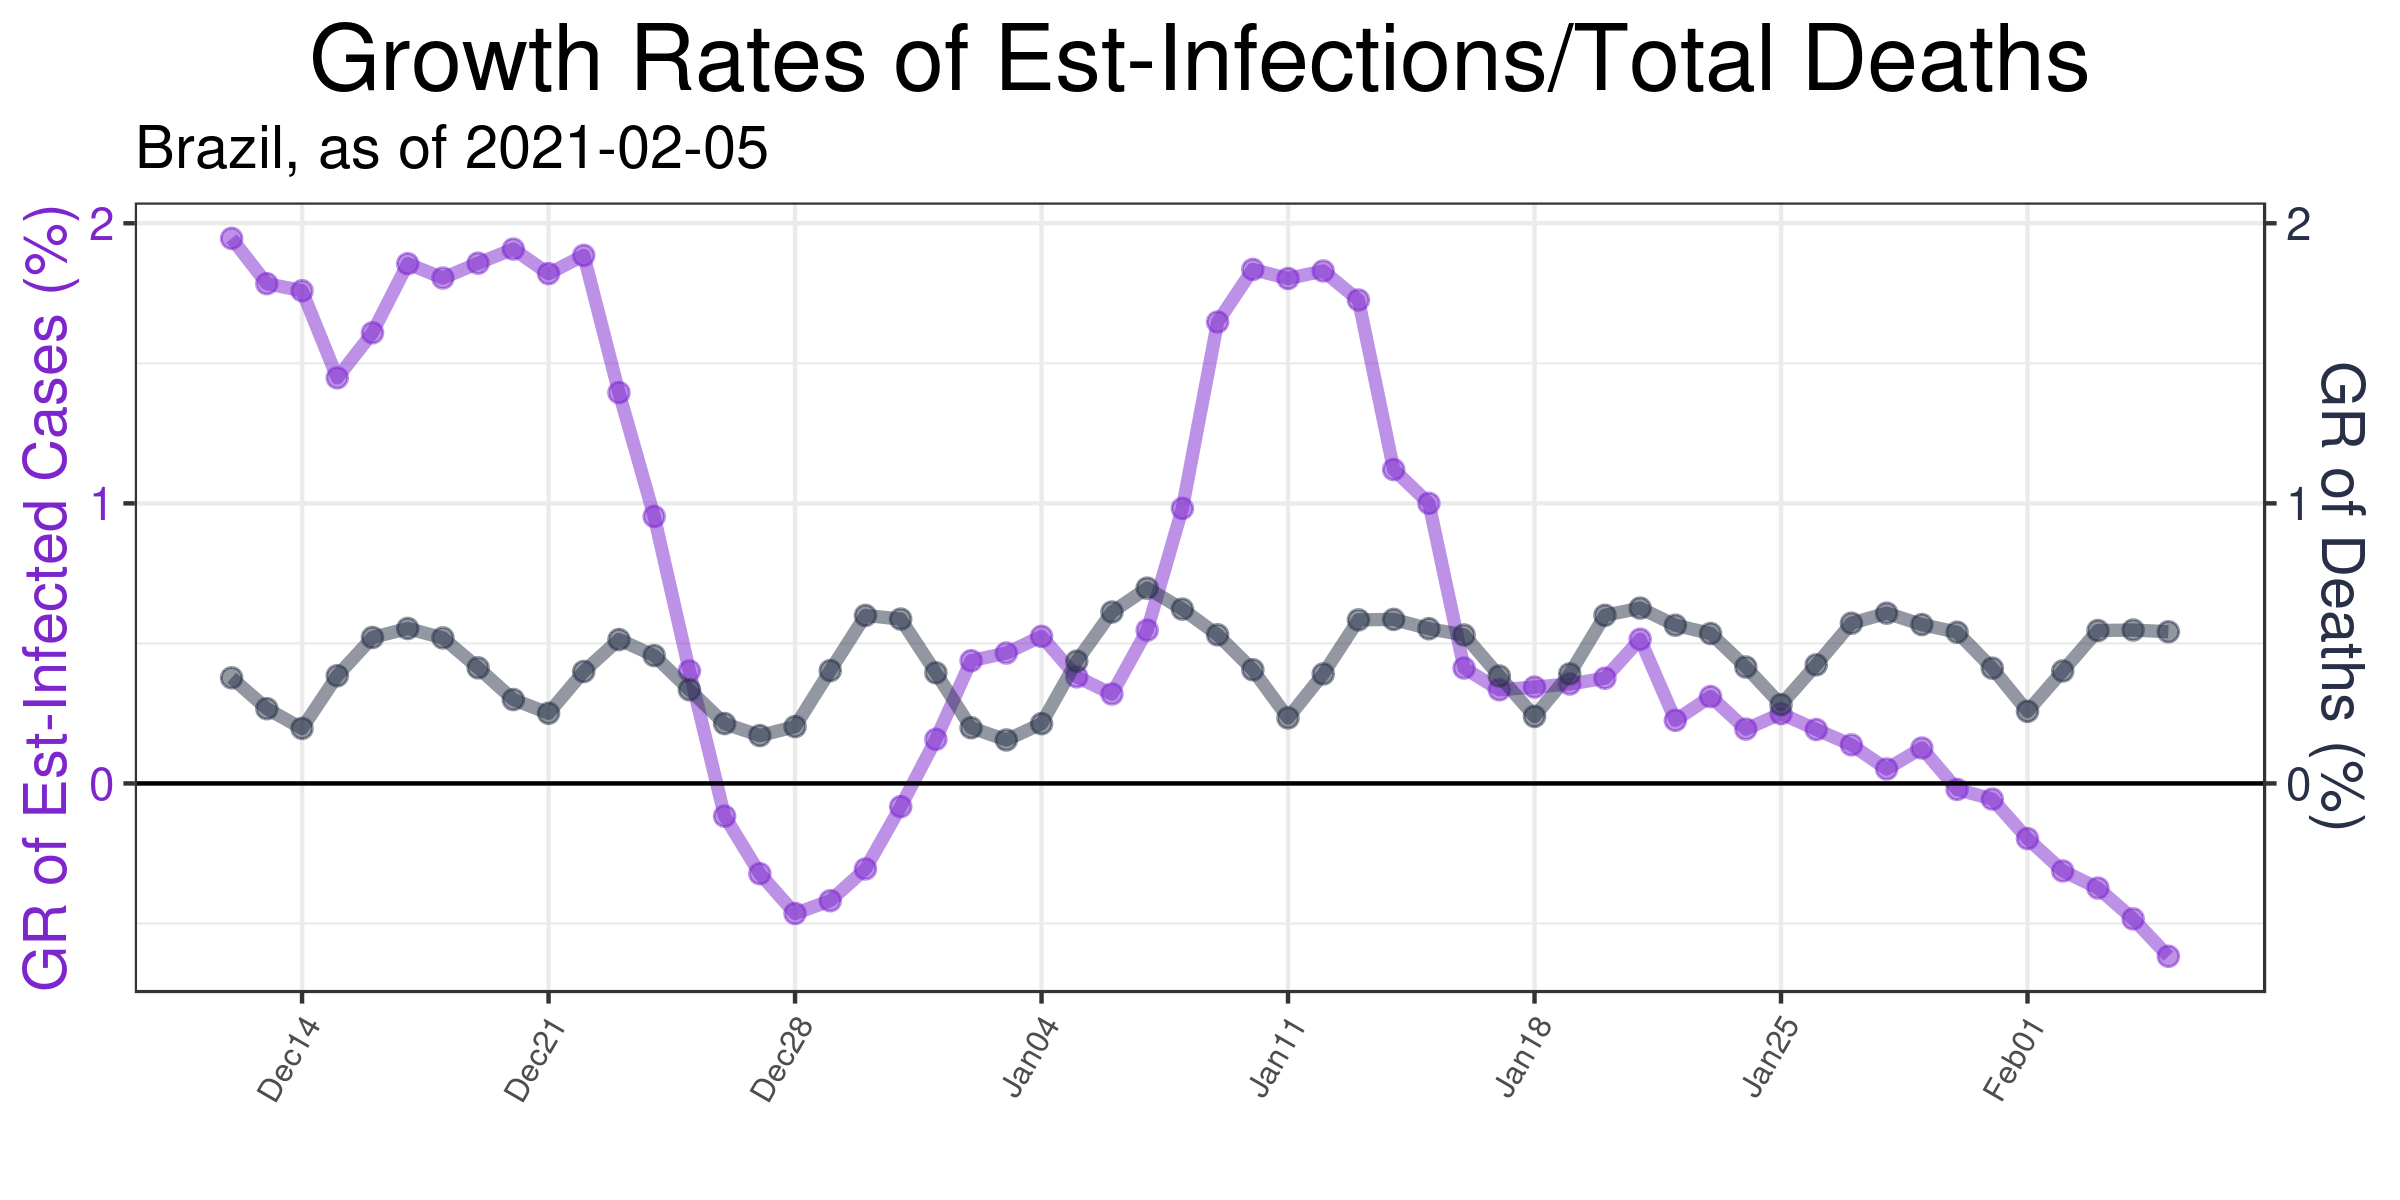 Growth Rates of Est-Infections/Total Deaths
Brazil, as of 2021-02-05
GR of Est-Infected Cases (%)
2
1
0
2
1
0
GR of Deaths (%)
Dec14
Dec21
Dec28
Jan04
Jan11
Jan18
Jan25
Feb01